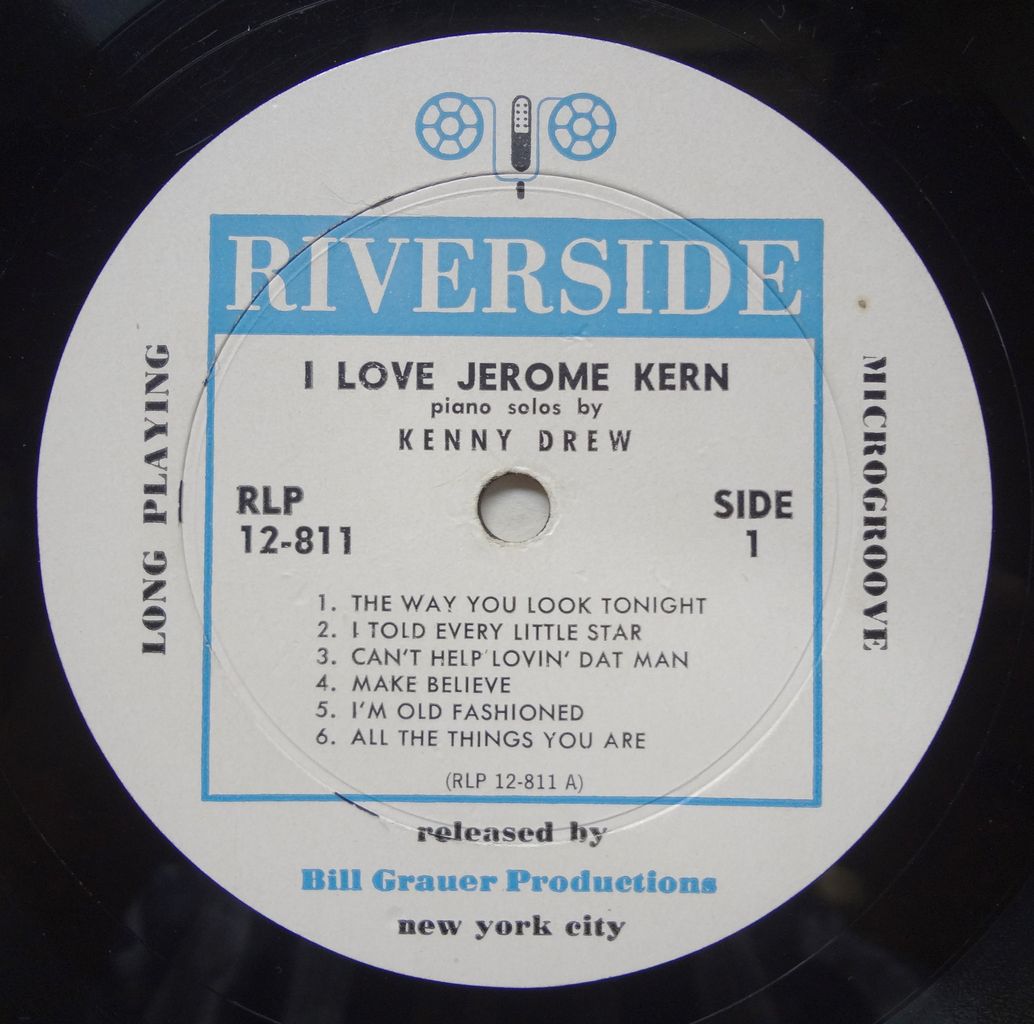 RIVERSIDE
I LOVE JEROME KERN
piano solos by
KENNY DREW
LONG PLAYING
MICROGROOVE
RLP
12-811
SIDE
1
1. THE WAY YOU LOOK TONIGHT
2. I TOLD EVERY LITTLE STAR
3. CAN'T HELP LOVIN' DAT MAN
4. MAKE BELIEVE
5. I'M OLD FASHIONED
6. ALL THE THINGS YOU ARE
(RLP 12-811 A)
released by
Bill Grauer Productions
new york city